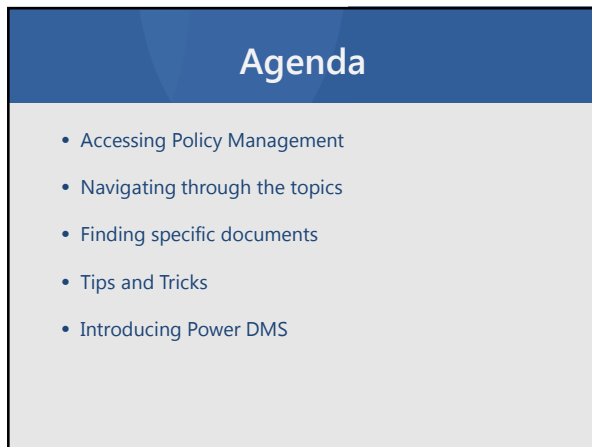 Agenda
• Accessing Policy Management
• Navigating through the topics
• Finding specific documents
• Tips and Tricks
• Introducing Power DMS